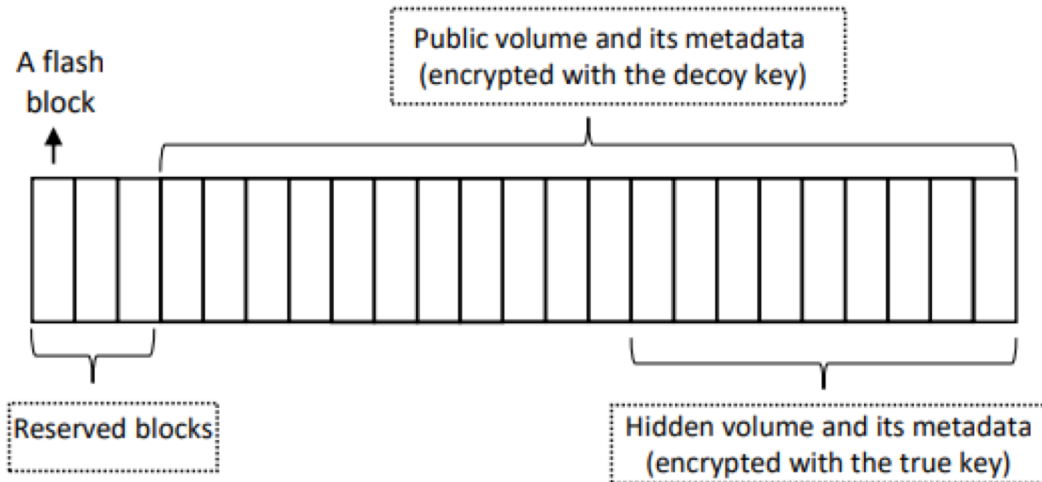 Public volume and its metadata
(encrypted with the decoy key)
A flash
block
Reserved blocks
Hidden volume and its metadata
(encrypted with the true key)